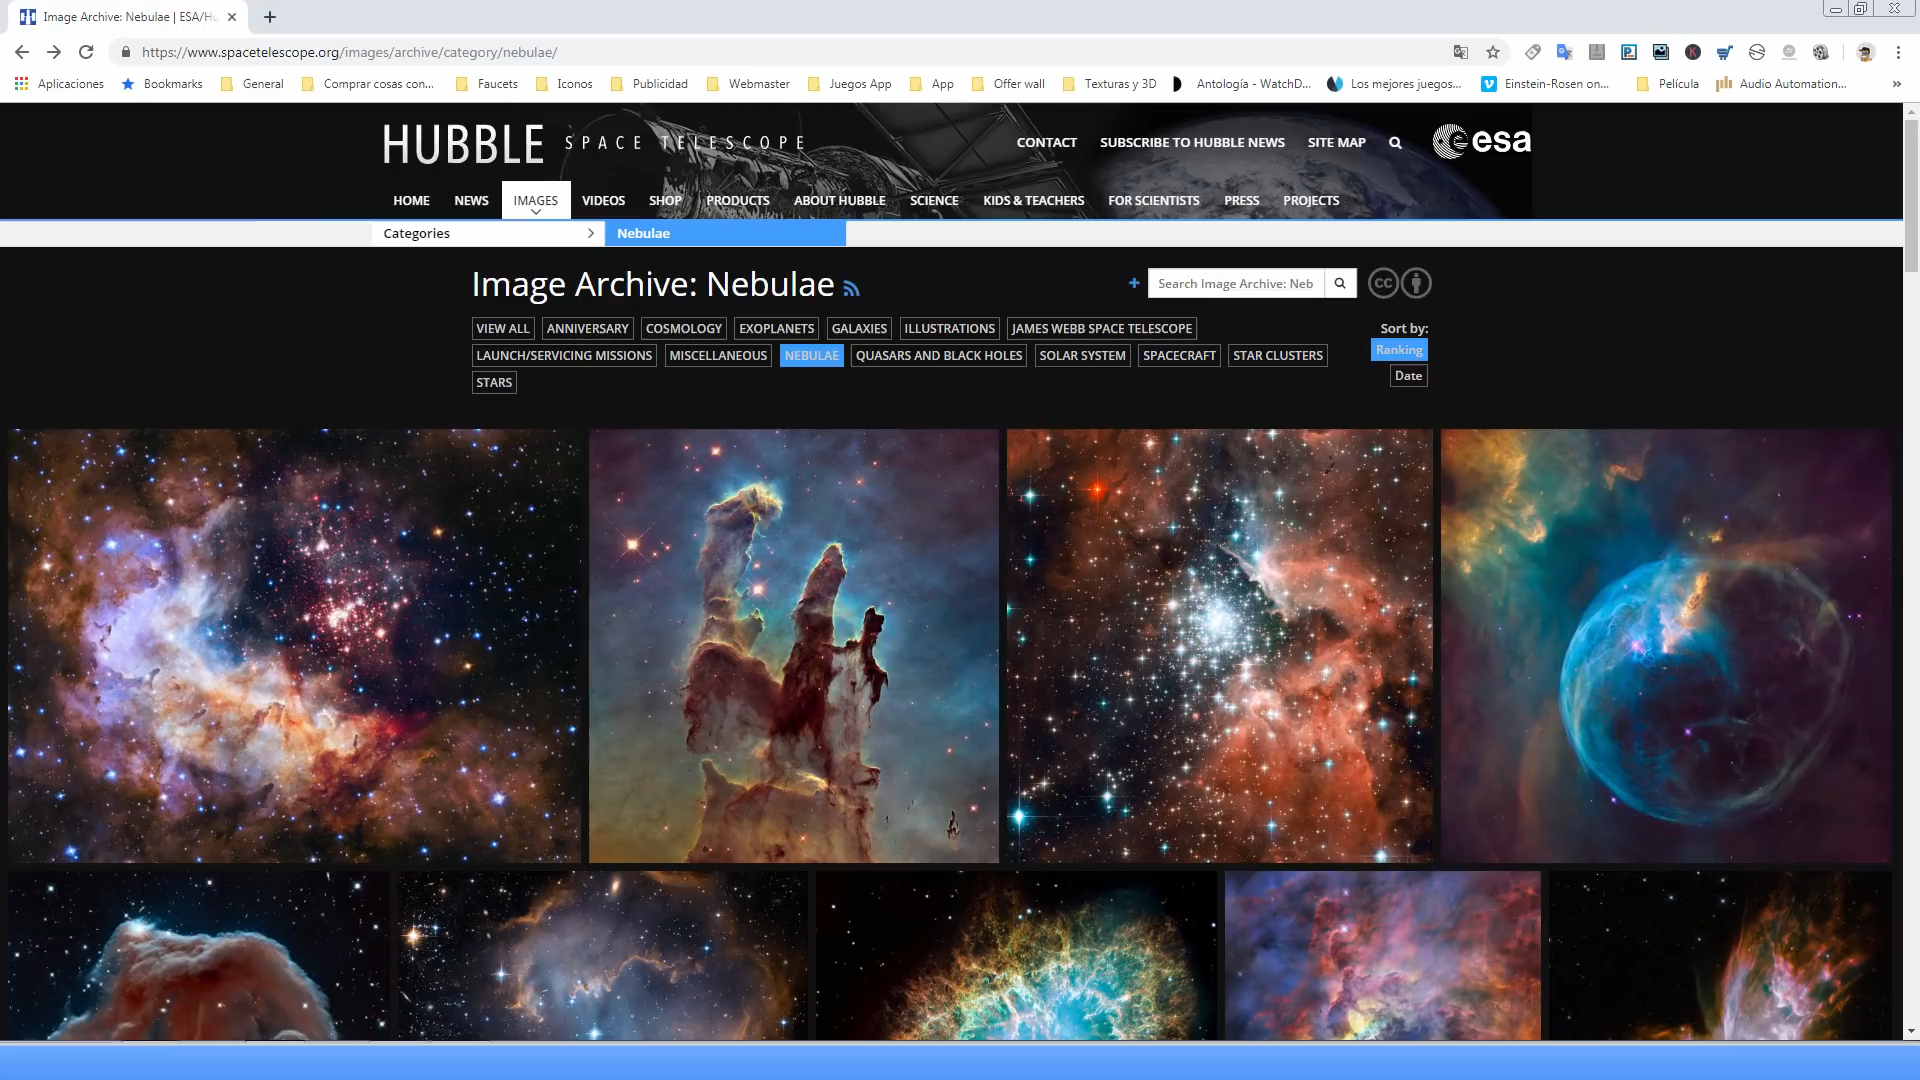 Image Archive: Nebulae | ESA/Hu
https://www.spacetelescope.org/images/archive/category/nebulae/
Aplicaciones Bookmarks General Comprar cosas con... Faucets Iconos Publicidad Webmaster Juegos App App Offer wall Texturas y 3D Antología - WatchD... Los mejores juegos... Einstein-Rosen on... Película Audio Automation... »
HUBBLE SPACE TELESCOPE CONTACT SUBSCRIBE TO HUBBLE NEWS SITE MAP esa
HOME NEWS IMAGES VIDEOS SHOP PRODUCTS ABOUT HUBBLE SCIENCE KIDS & TEACHERS FOR SCIENTISTS PRESS PROJECTS
Categories Nebulae
Image Archive: Nebulae + Search Image Archive: Neb cc
VIEW ALL ANNIVERSARY COSMOLOGY EXOPLANETS GALAXIES ILLUSTRATIONS JAMES WEBB SPACE TELESCOPE Sort by:
LAUNCH/SERVICING MISSIONS MISCELLANEOUS NEBULAE QUASARS AND BLACK HOLES SOLAR SYSTEM SPACECRAFT STAR CLUSTERS Ranking
STARS Date